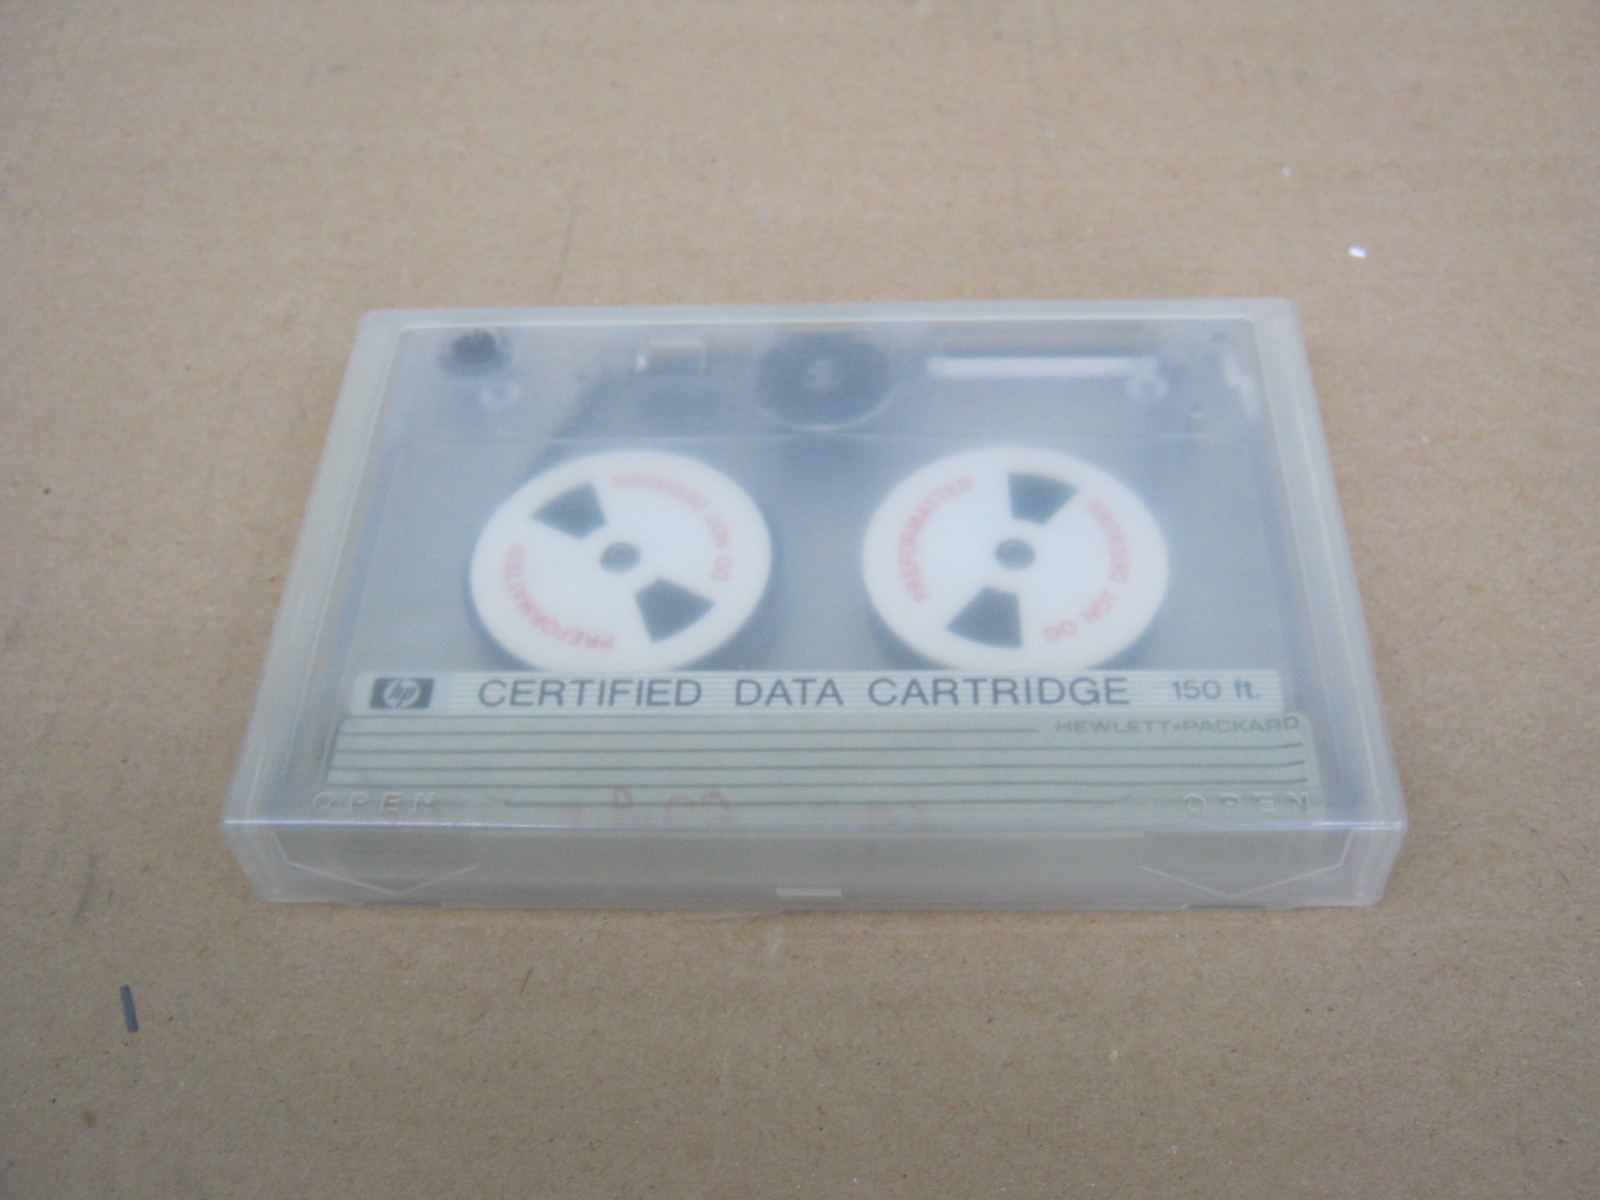 DO NOT DEGAUSS
PREFORMATTED
PREFORMATTED
DO NOT DEGAUSS
hp CERTIFIED DATA CARTRIDGE 150 ft.
HEWLETT•PACKARD
OPEN OPEN